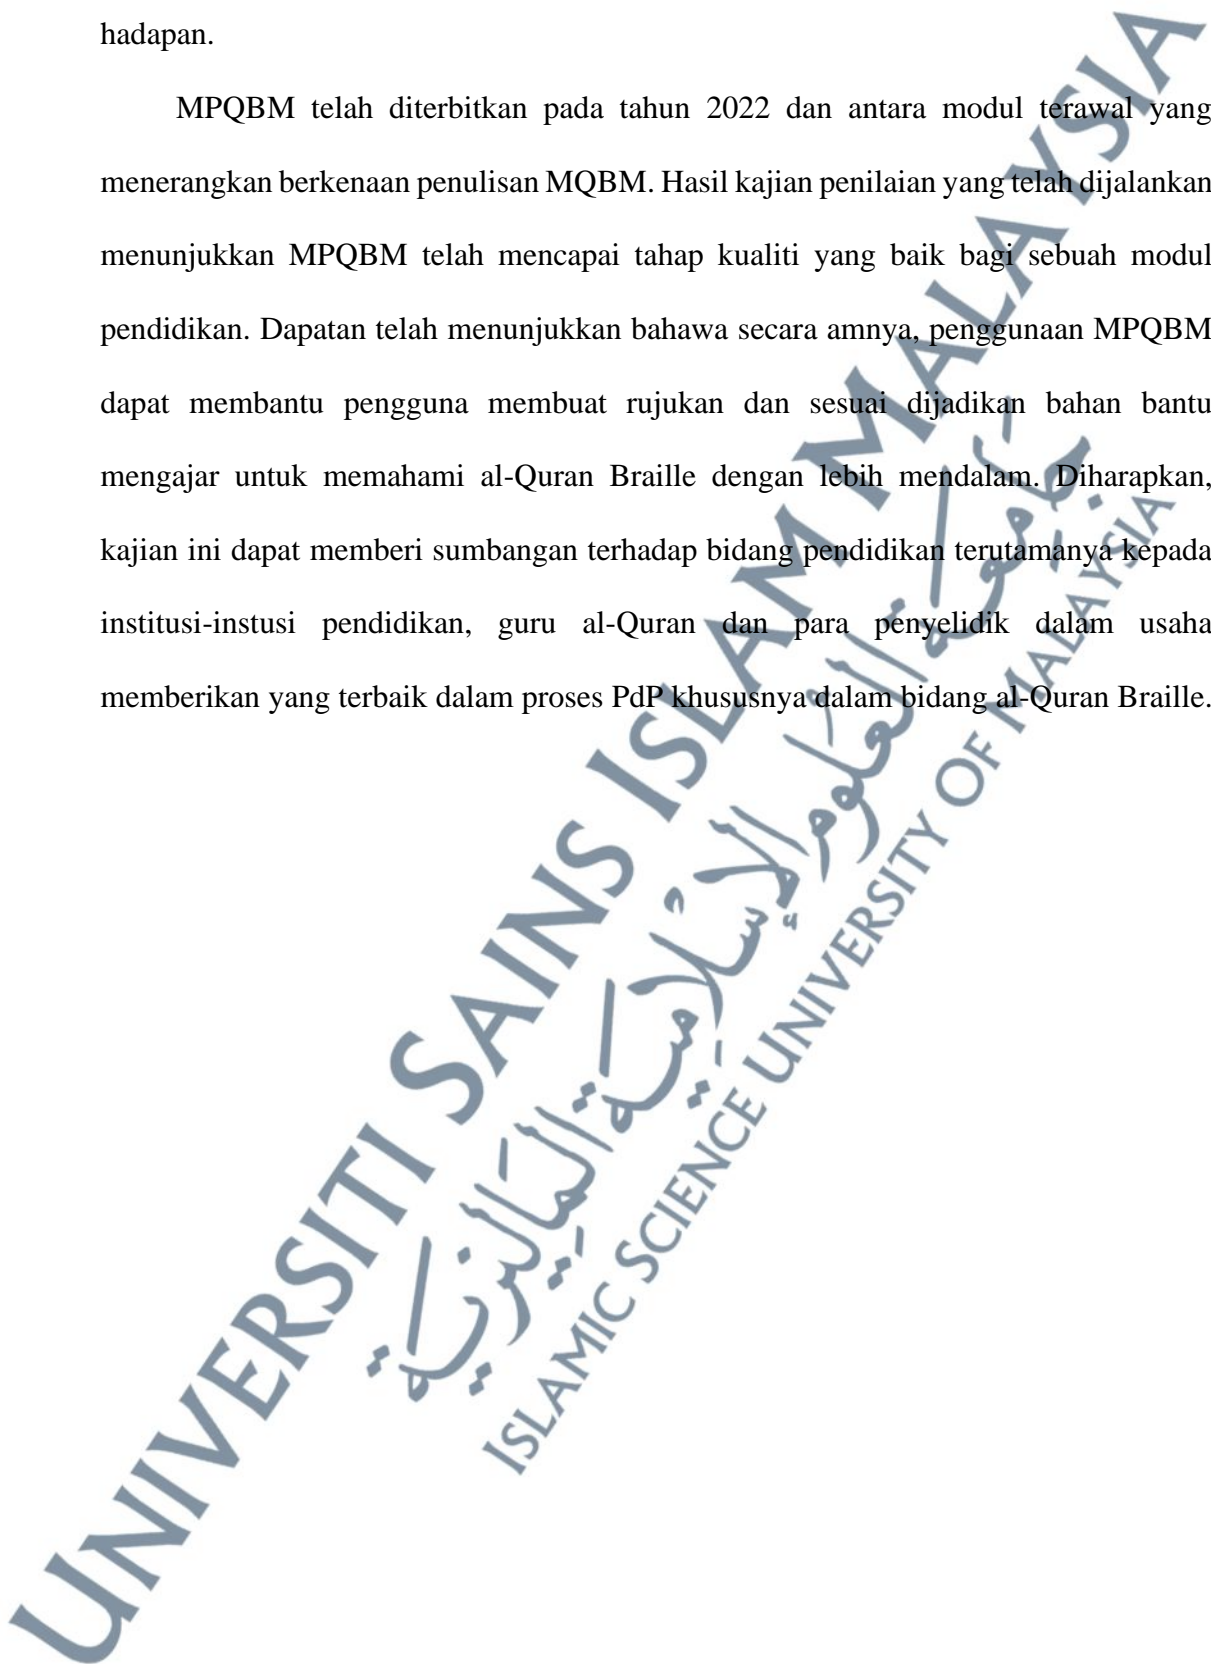 hadapan.
MPQBM telah diterbitkan pada tahun 2022 dan antara modul terawal yang
menerangkan berkenaan penulisan MQBM. Hasil kajian penilaian yang telah dijalankan
menunjukkan MPQBM telah mencapai tahap kualiti yang baik bagi sebuah modul
pendidikan. Dapatan telah menunjukkan bahawa secara amnya, penggunaan MPQBM
dapat membantu pengguna membuat rujukan dan sesuai dijadikan bahan bantu
mengajar untuk memahami al-Quran Braille dengan lebih mendalam. Diharapkan,
kajian ini dapat memberi sumbangan terhadap bidang pendidikan terutamanya kepada
institusi-instusi pendidikan, guru al-Quran dan para penyelidik dalam usaha
memberikan yang terbaik dalam proses PdP khususnya dalam bidang al-Quran Braille.
UNIVERSITI SAINS ISLAM MALAYSIA
جامعة العلوم الإسلامية الماليزية
ISLAMIC SCIENCE UNIVERSITY OF MALAYSIA